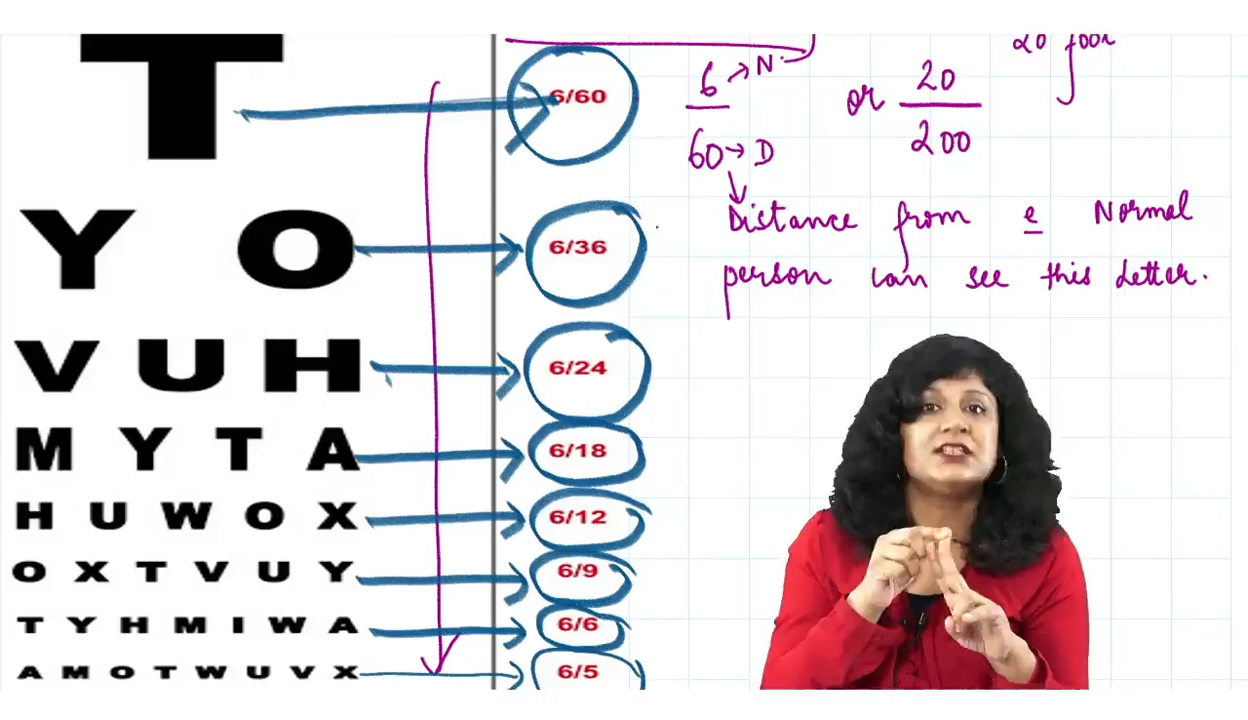 T
6/60
20 foot
6 → N
or 20
60 → D
200
Y O
6/36
Distance from e Normal
person can see this Letter.
V U H
6/24
M Y T A
6/18
H U W O X
6/12
O X T V U Y
6/9
T Y H M I W A
6/6
A M O T W U V X
6/5